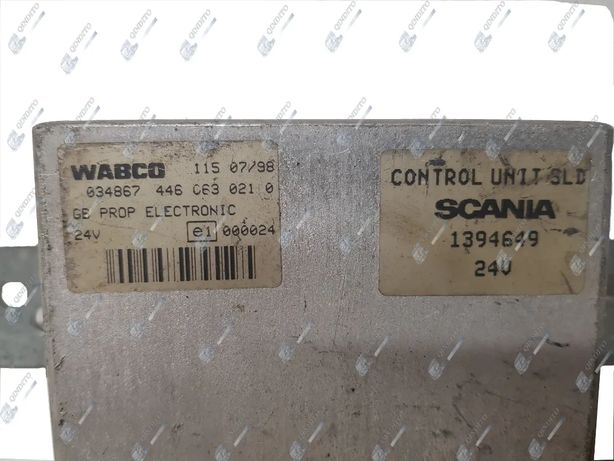 WABCO 115 07/98
034867 446 063 021 0
GE PROP ELECTRONIC
24V e1 000024
CONTROL UNIT SLD
SCANIA
1394649
24V
QINDITO